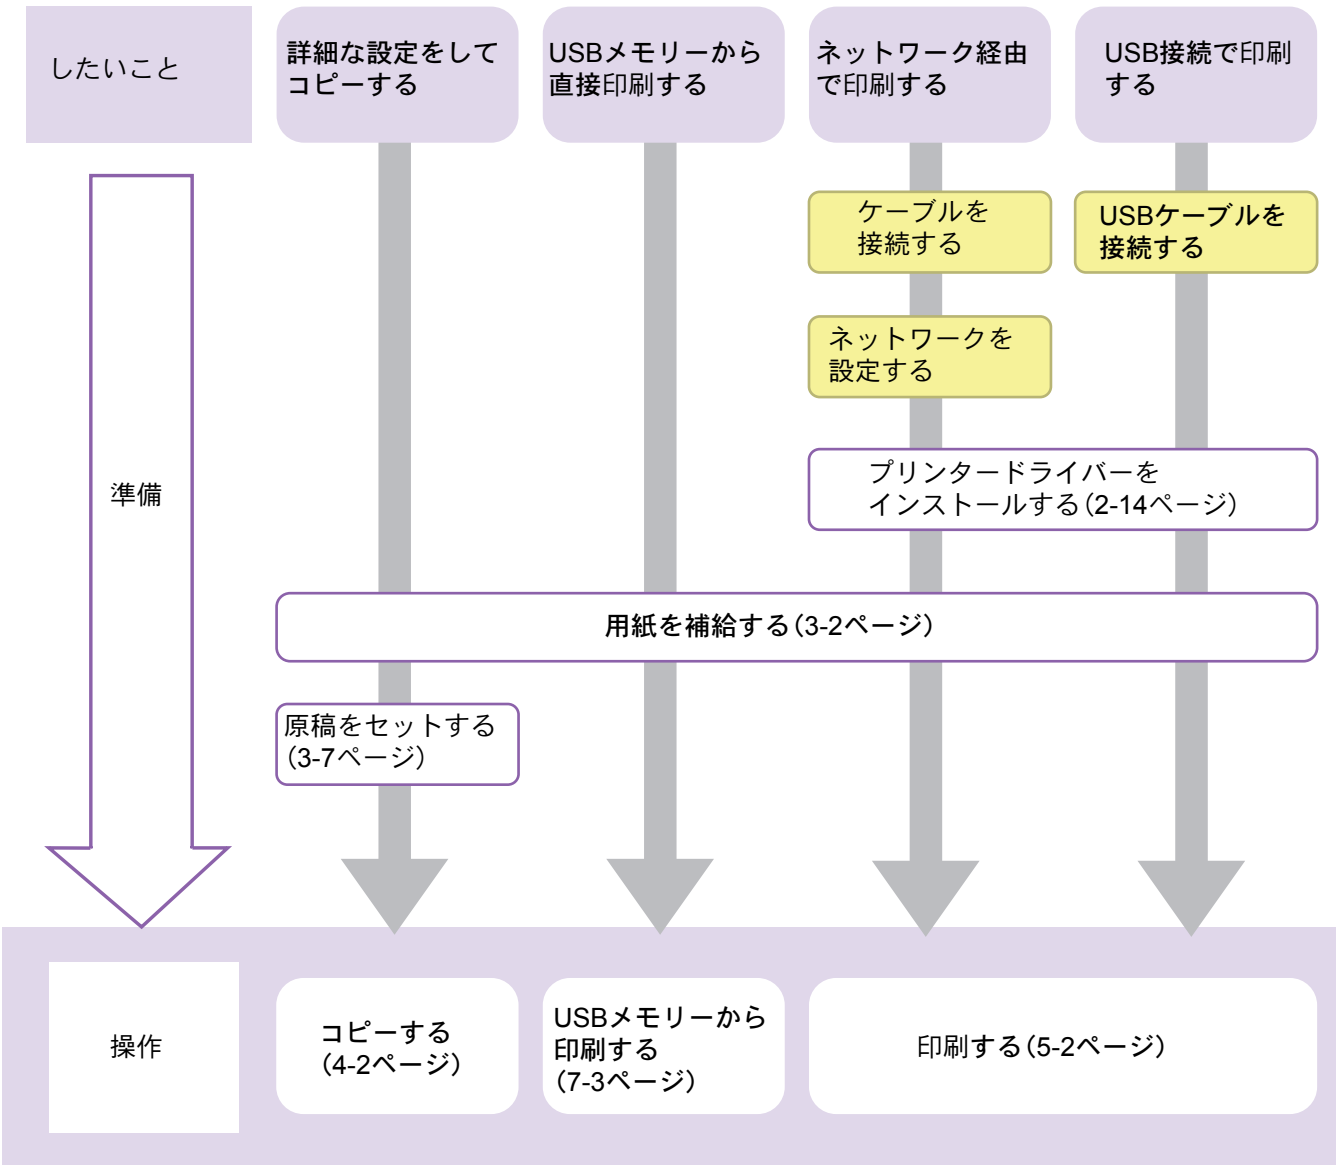 したいこと
詳細な設定をして
コピーする
USBメモリーから
直接印刷する
ネットワーク経由
で印刷する
USB接続で印刷
する
ケーブルを
接続する
USBケーブルを
接続する
ネットワークを
設定する
準備
プリンタードライバーを
インストールする(2-14ページ)
用紙を補給する(3-2ページ)
原稿をセットする
(3-7ページ)
操作
コピーする
(4-2ページ)
USBメモリーから
印刷する
(7-3ページ)
印刷する(5-2ページ)